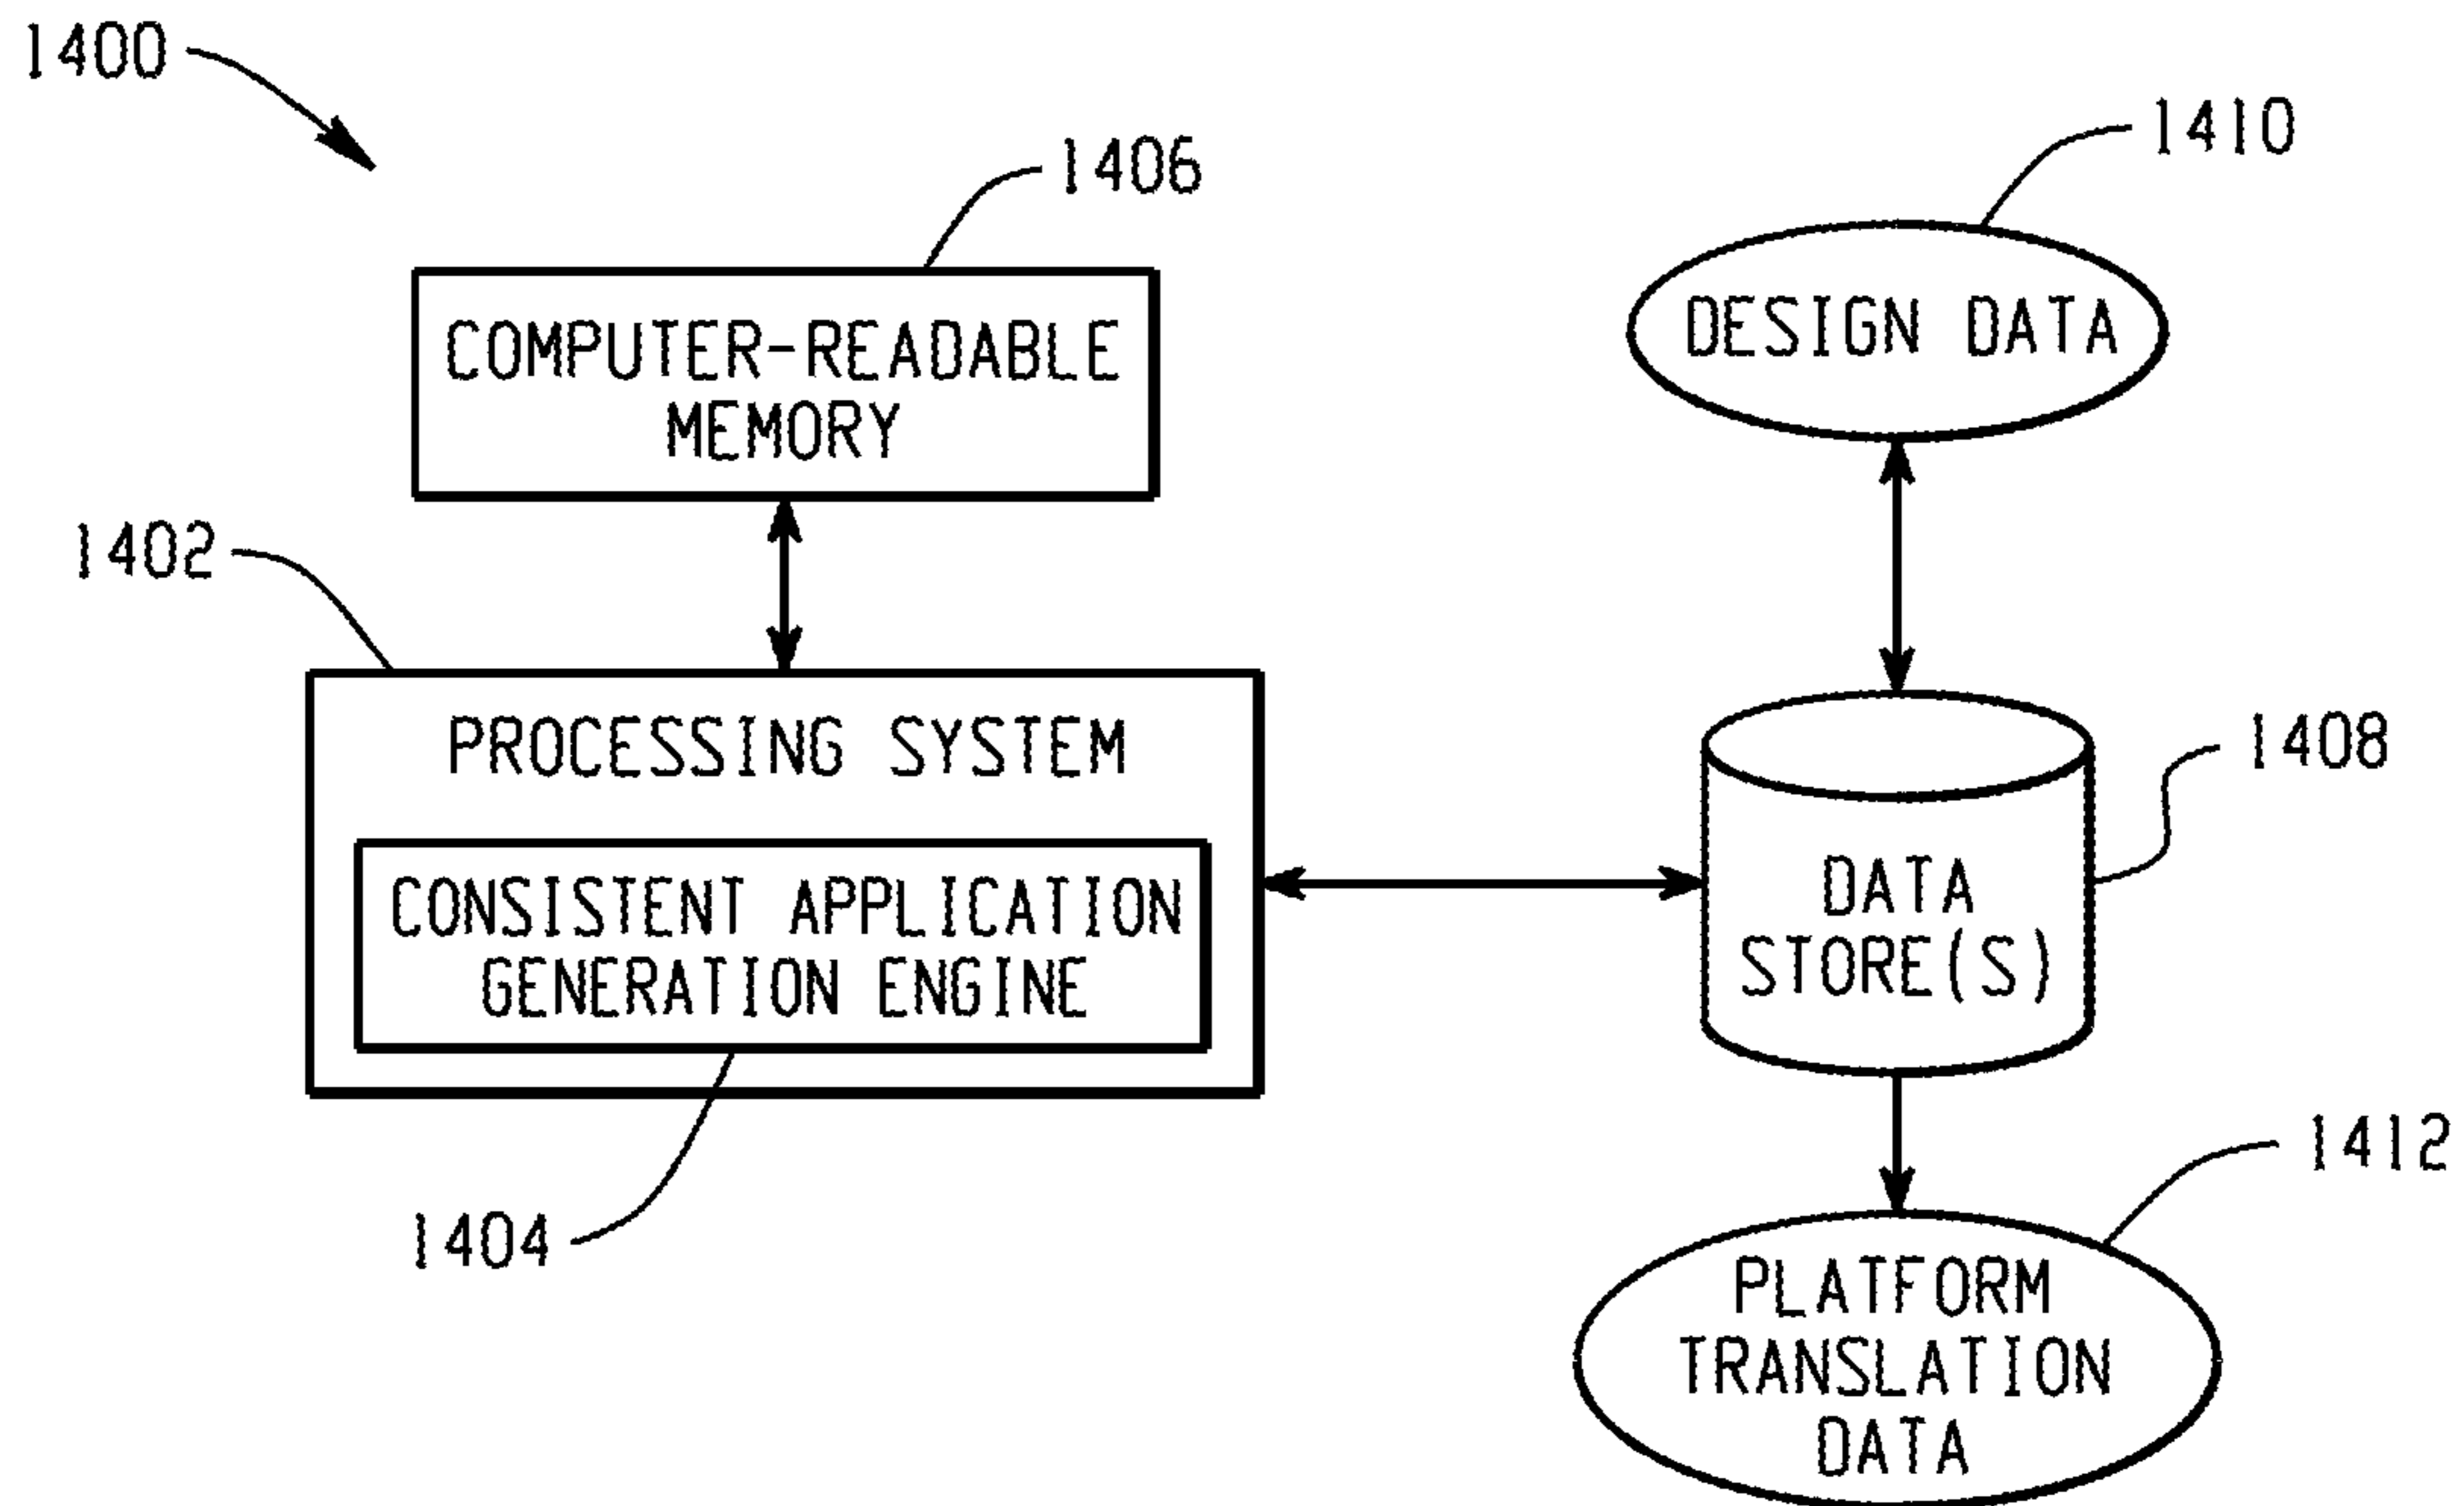 1400
1406
1410
COMPUTER-READABLE
MEMORY
DESIGN DATA
1402
PROCESSING SYSTEM
CONSISTENT APPLICATION
GENERATION ENGINE
1404
1408
DATA
STORE(S)
1412
PLATFORM
TRANSLATION
DATA